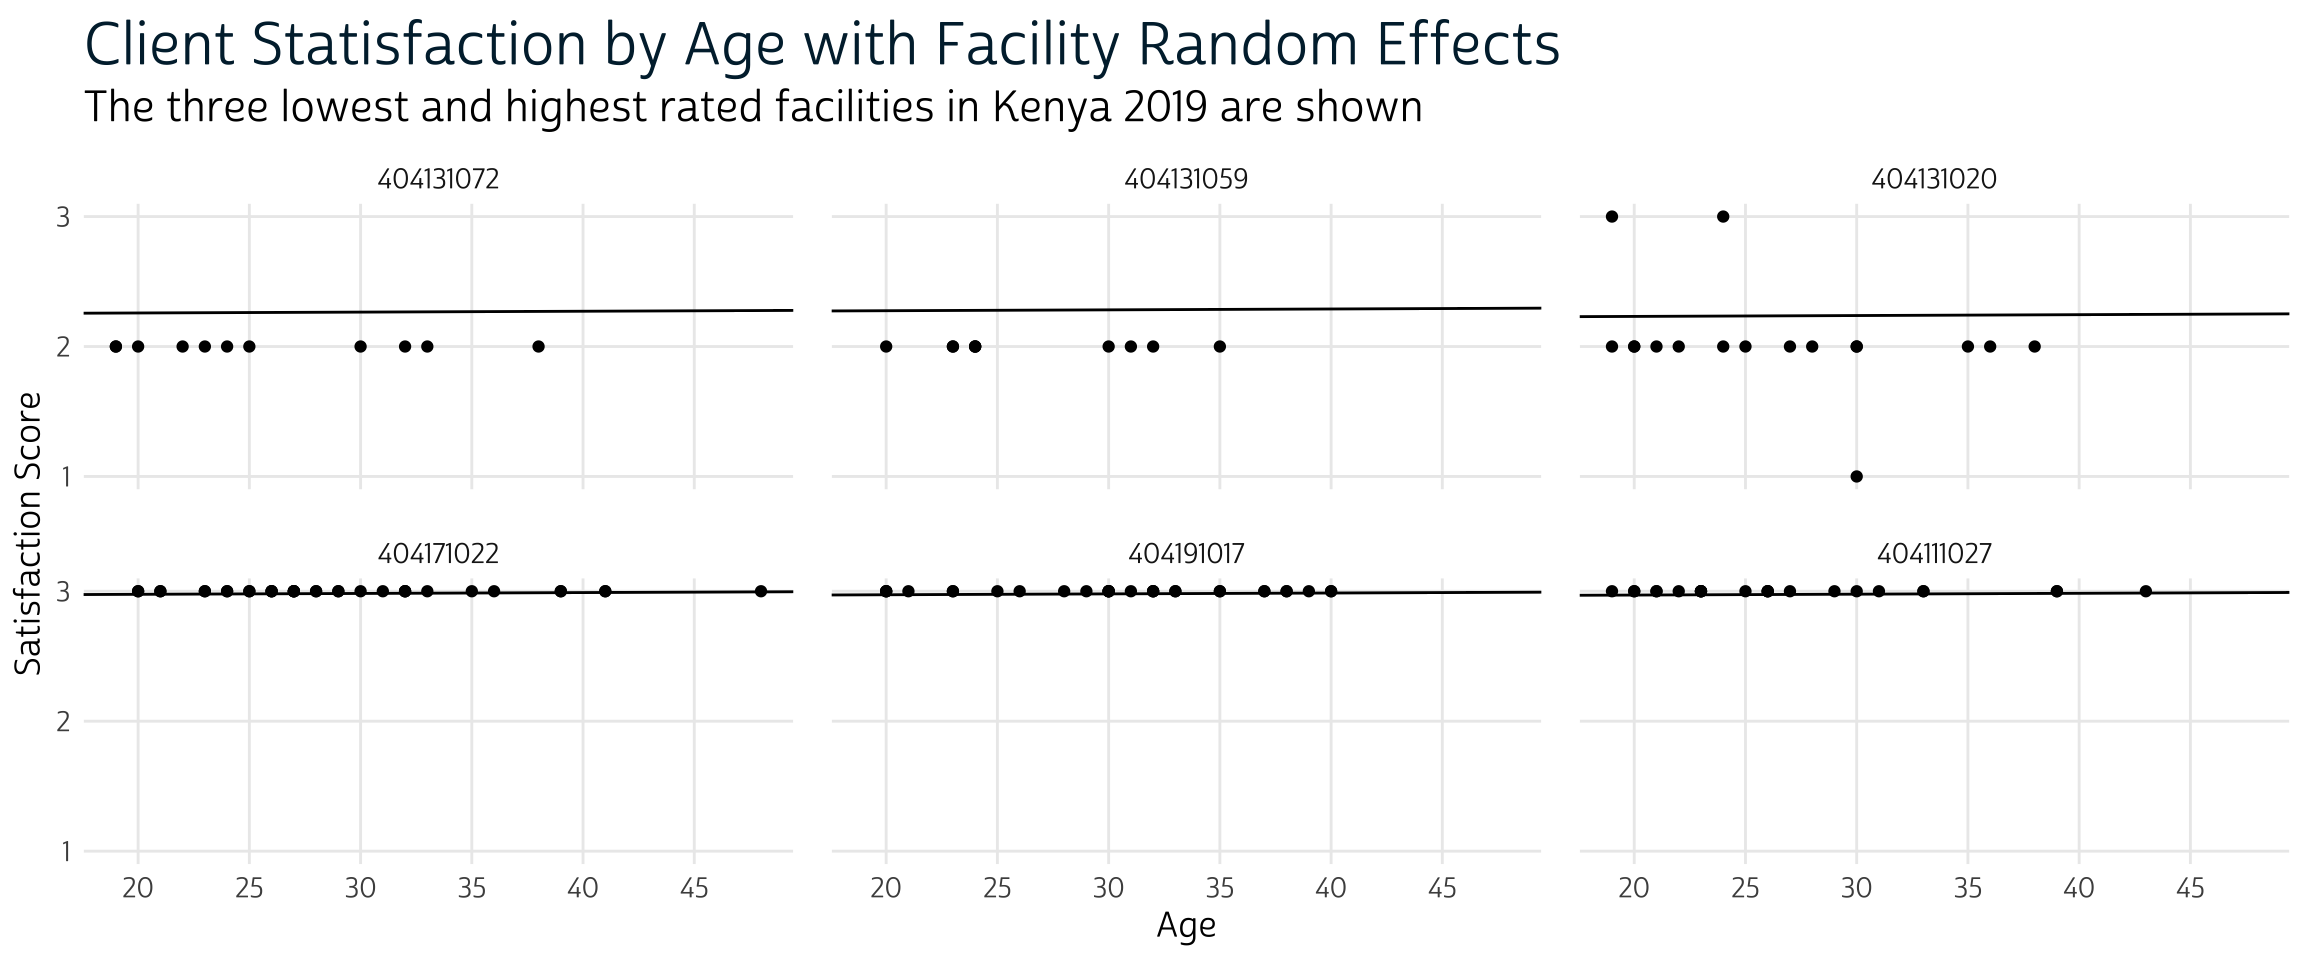 Client Statisfaction by Age with Facility Random Effects
The three lowest and highest rated facilities in Kenya 2019 are shown
404131072 404131059 404131020
3
2
1
404171022 404191017 404111027
3
2
1
20 25 30 35 40 45 20 25 30 35 40 45 20 25 30 35 40 45
Age
Satisfaction Score